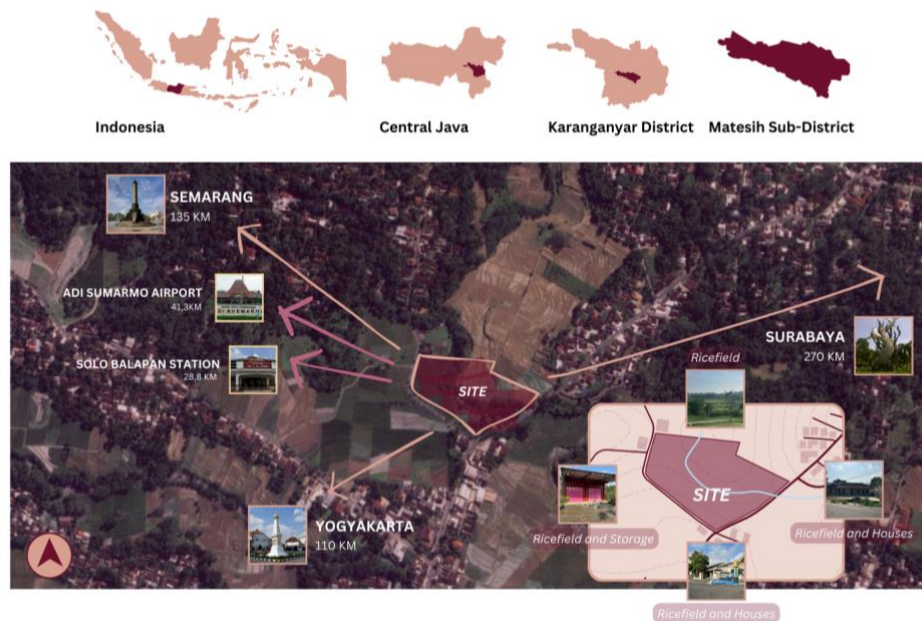 Indonesia
Central Java
Karanganyar District
Matesih Sub-District
SEMARANG
135 KM
ADI SUMARMO AIRPORT
41,3KM
SOLO BALAPAN STATION
28,8 KM
SITE
SURABAYA
270 KM
YOGYAKARTA
110 KM
Ricefield
SITE
Ricefield and Storage
Ricefield and Houses
Ricefield and Houses